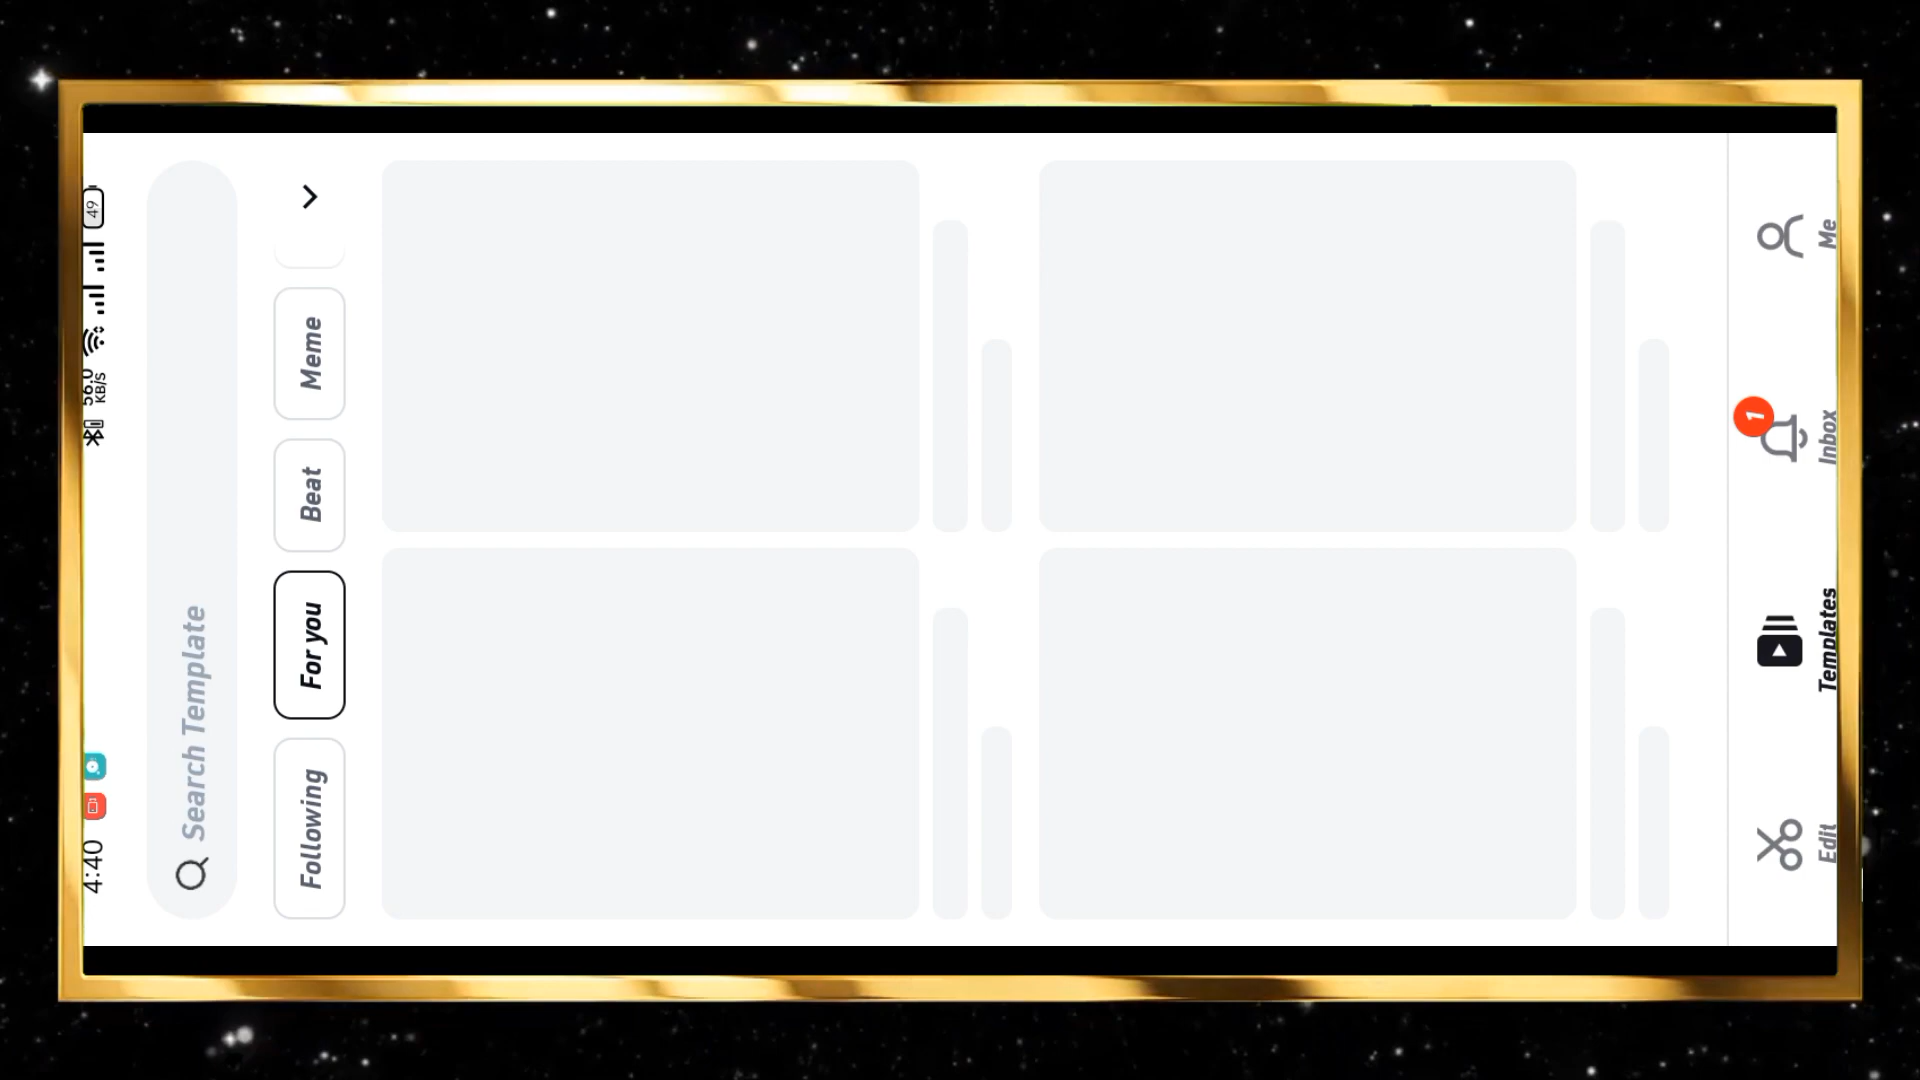 4:40
56.0
KB/S
49
Search Template
Following
For you
Beat
Meme
Edit
Templates
1
Inbox
Me